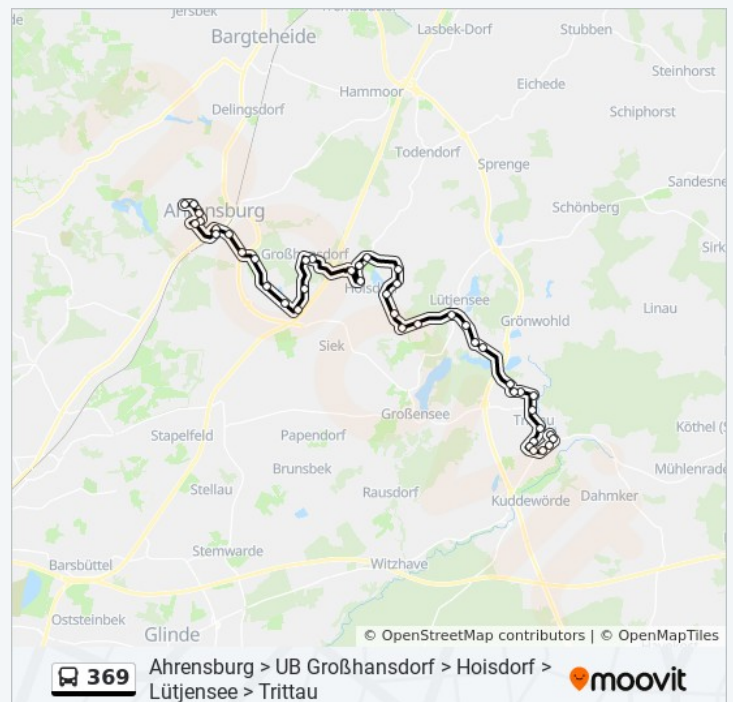 Jersbek
Bargteheide
Lasbek-Dorf
Stubben
Steinhorst
Hammoor
Eichede
Delingsdorf
Schiphorst
Todendorf
Sprenge
Sandesne
Ahrensburg
Schönberg
Großhansdorf
Sirk
Hoisdorf
Lütjensee
Linau
Grönwohld
Siek
Großensee
Trittau
Stapelfeld
Papendorf
Köthel (S
Brunsbek
Mühlenrade
Stellau
Rausdorf
Dahmker
Kuddewörde
Stemwarde
Barsbüttel
Witzhave
Oststeinbek
Glinde
© OpenStreetMap contributors | © OpenMapTiles
369
Ahrensburg > UB Großhansdorf > Hoisdorf >
Lütjensee > Trittau
moovit